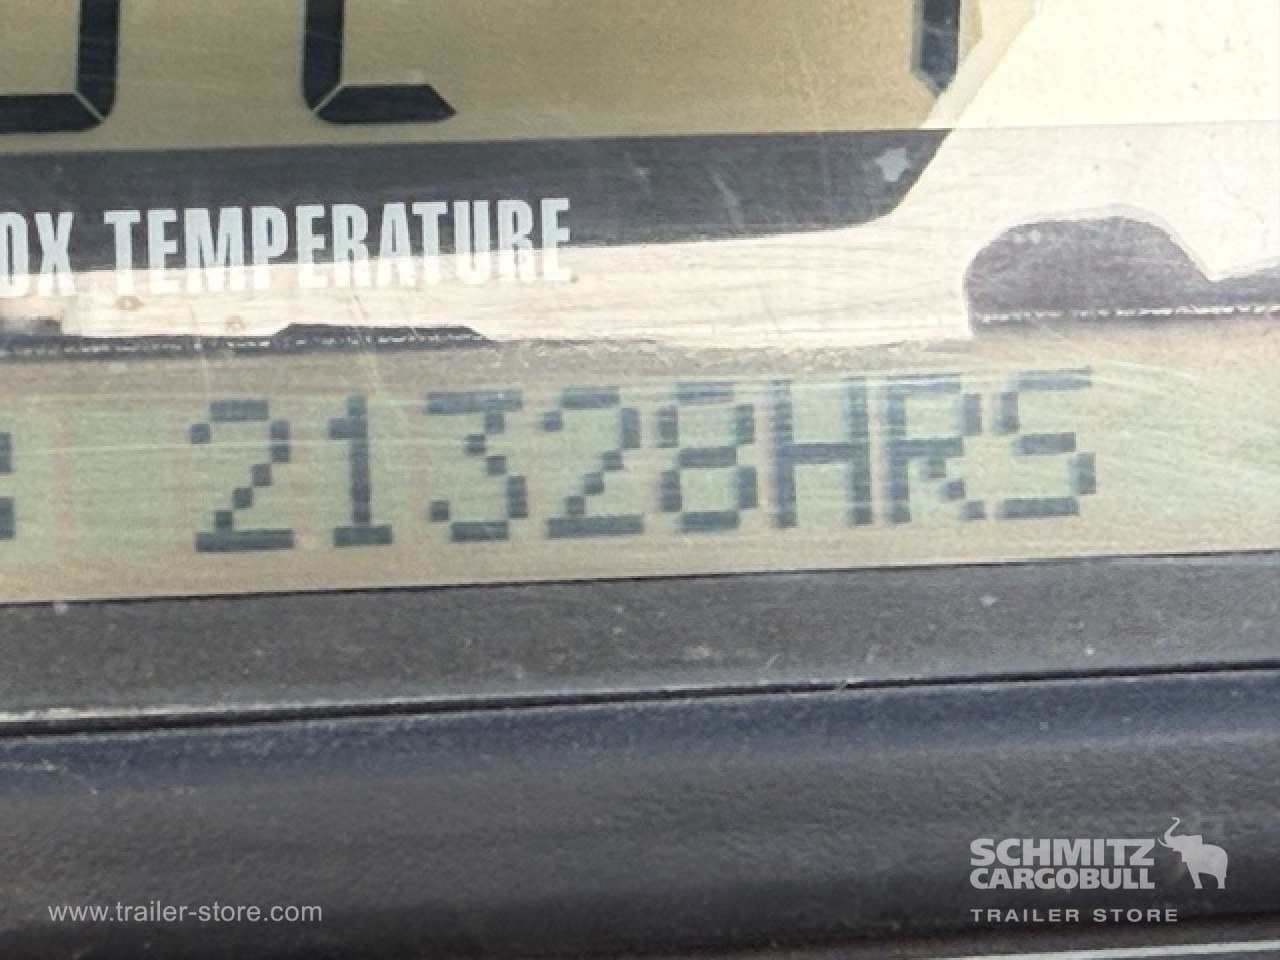 OX TEMPERATURE
21328HRS
SCHMITZ
CARGOBULL
TRAILER STORE
www.trailer-store.com